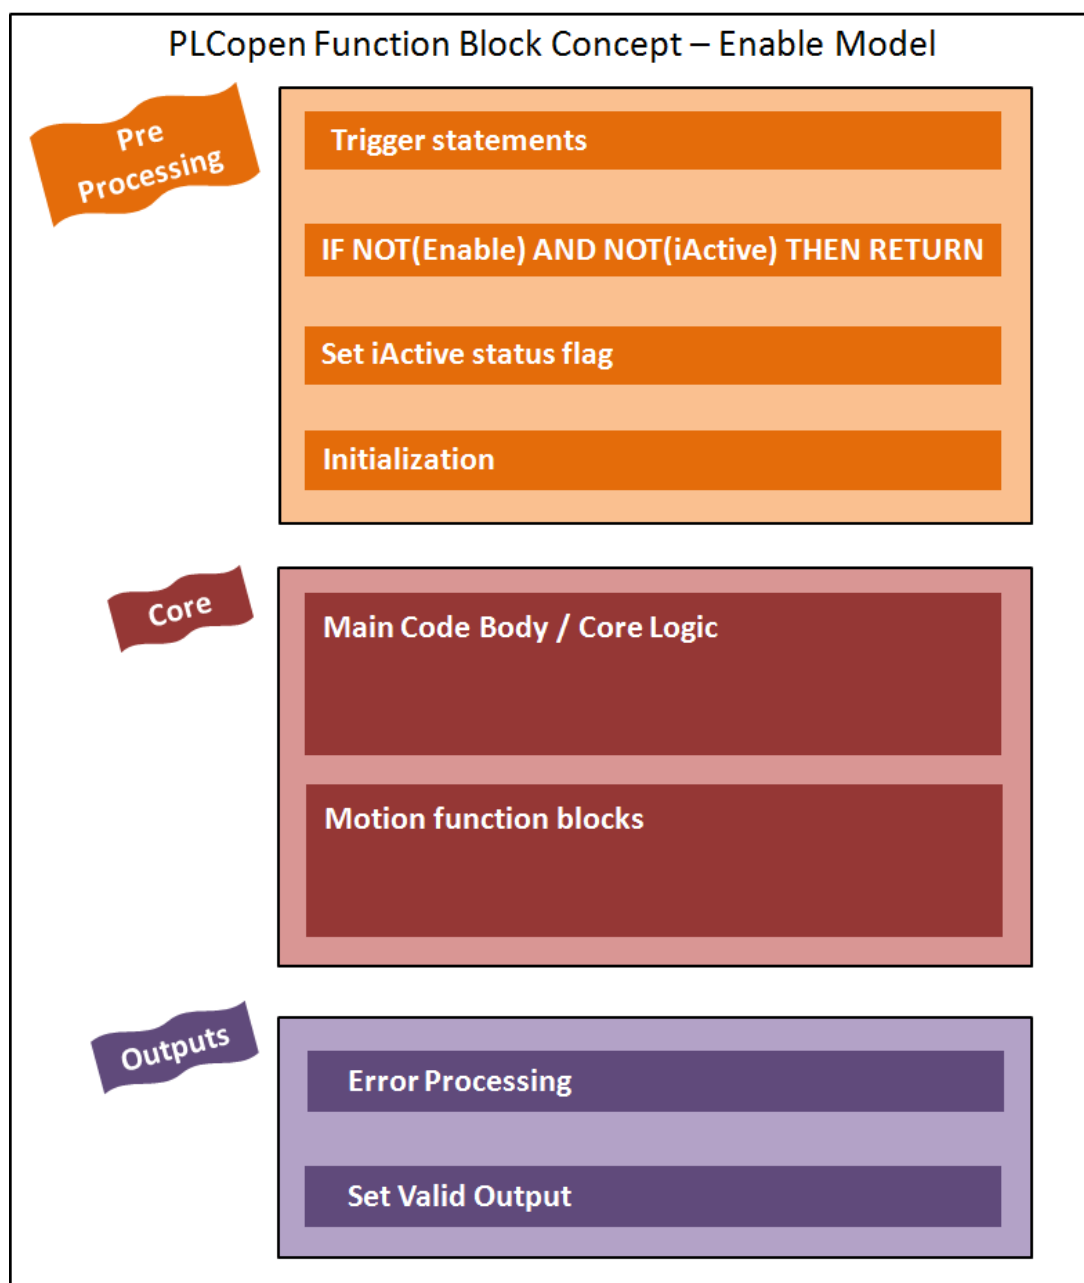 PLCopen Function Block Concept – Enable Model
Pre
Processing
Trigger statements
IF NOT(Enable) AND NOT(iActive) THEN RETURN
Set iActive status flag
Initialization
Core
Main Code Body / Core Logic
Motion function blocks
Outputs
Error Processing
Set Valid Output